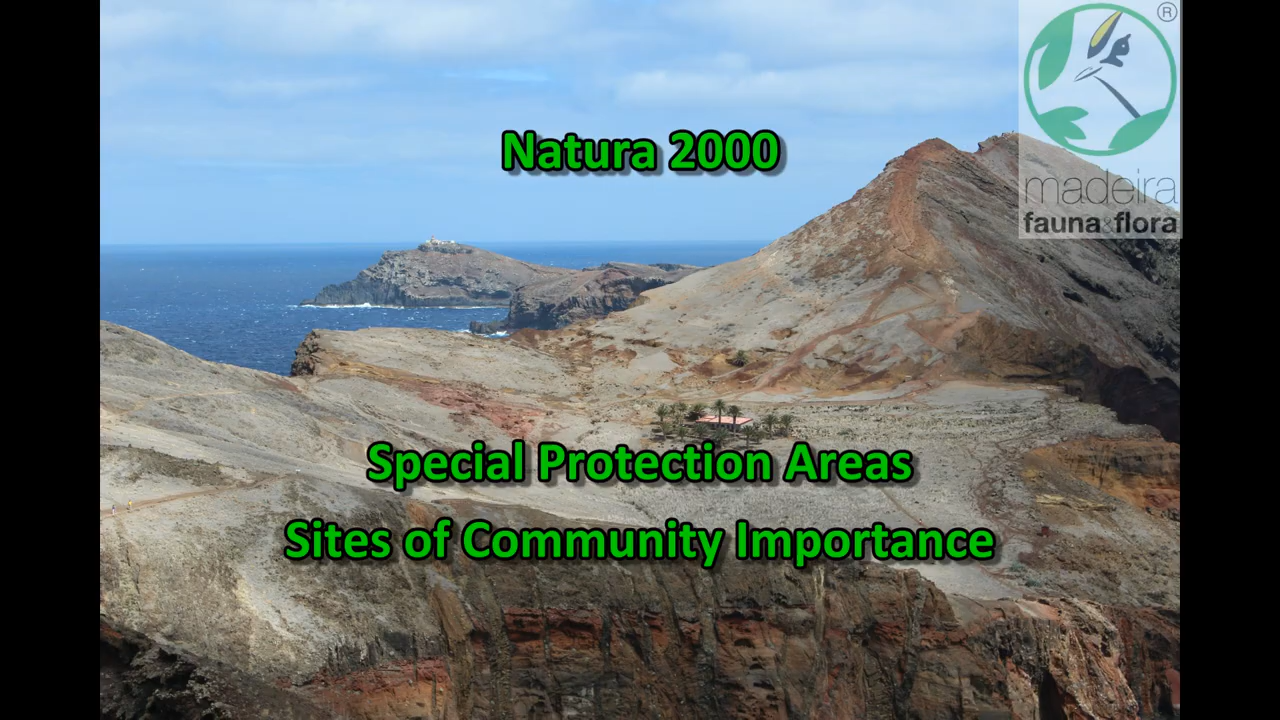 ®
Natura 2000
madeira
fauna&flora
Special Protection Areas
Sites of Community Importance